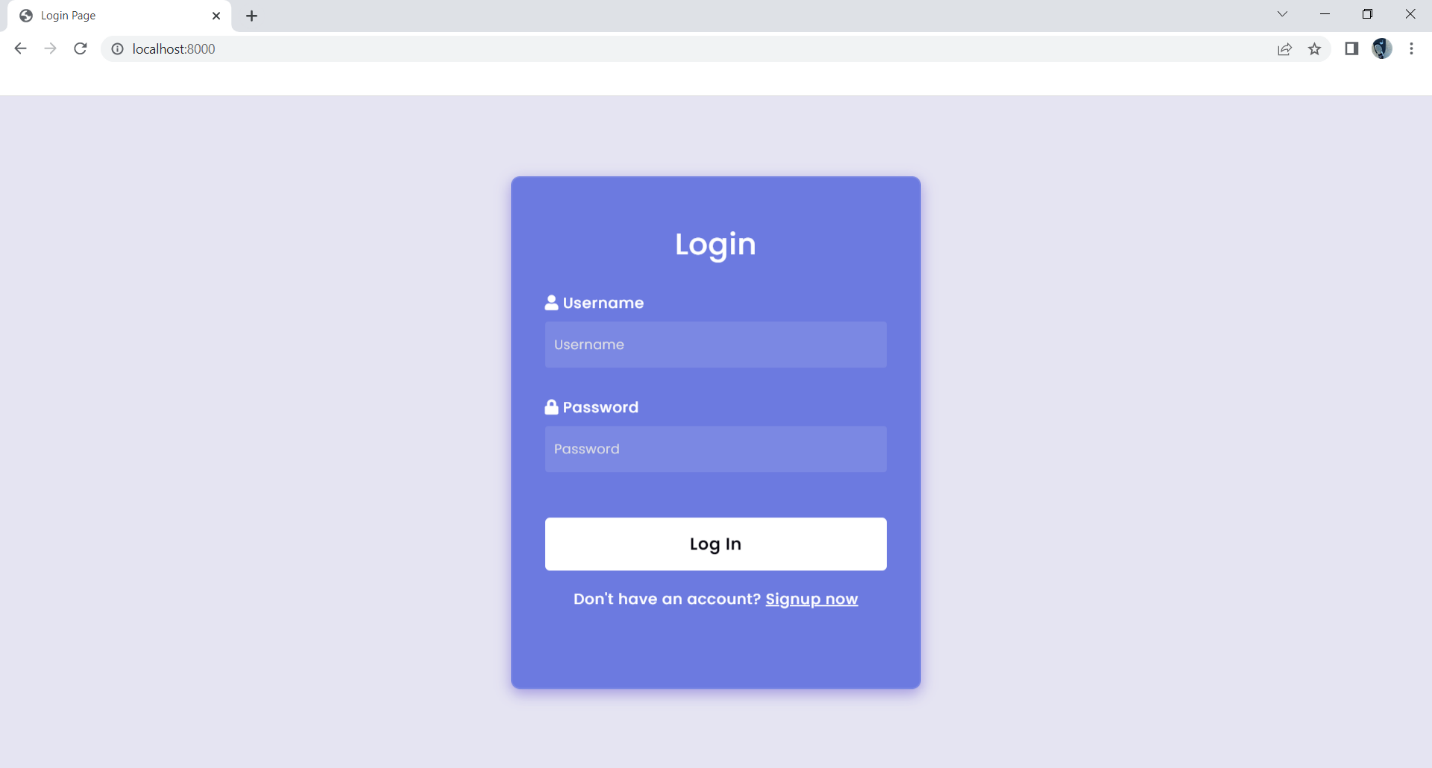 Login Page
localhost:8000
Login
Username
Username
Password
Password
Log In
Don't have an account? Signup now